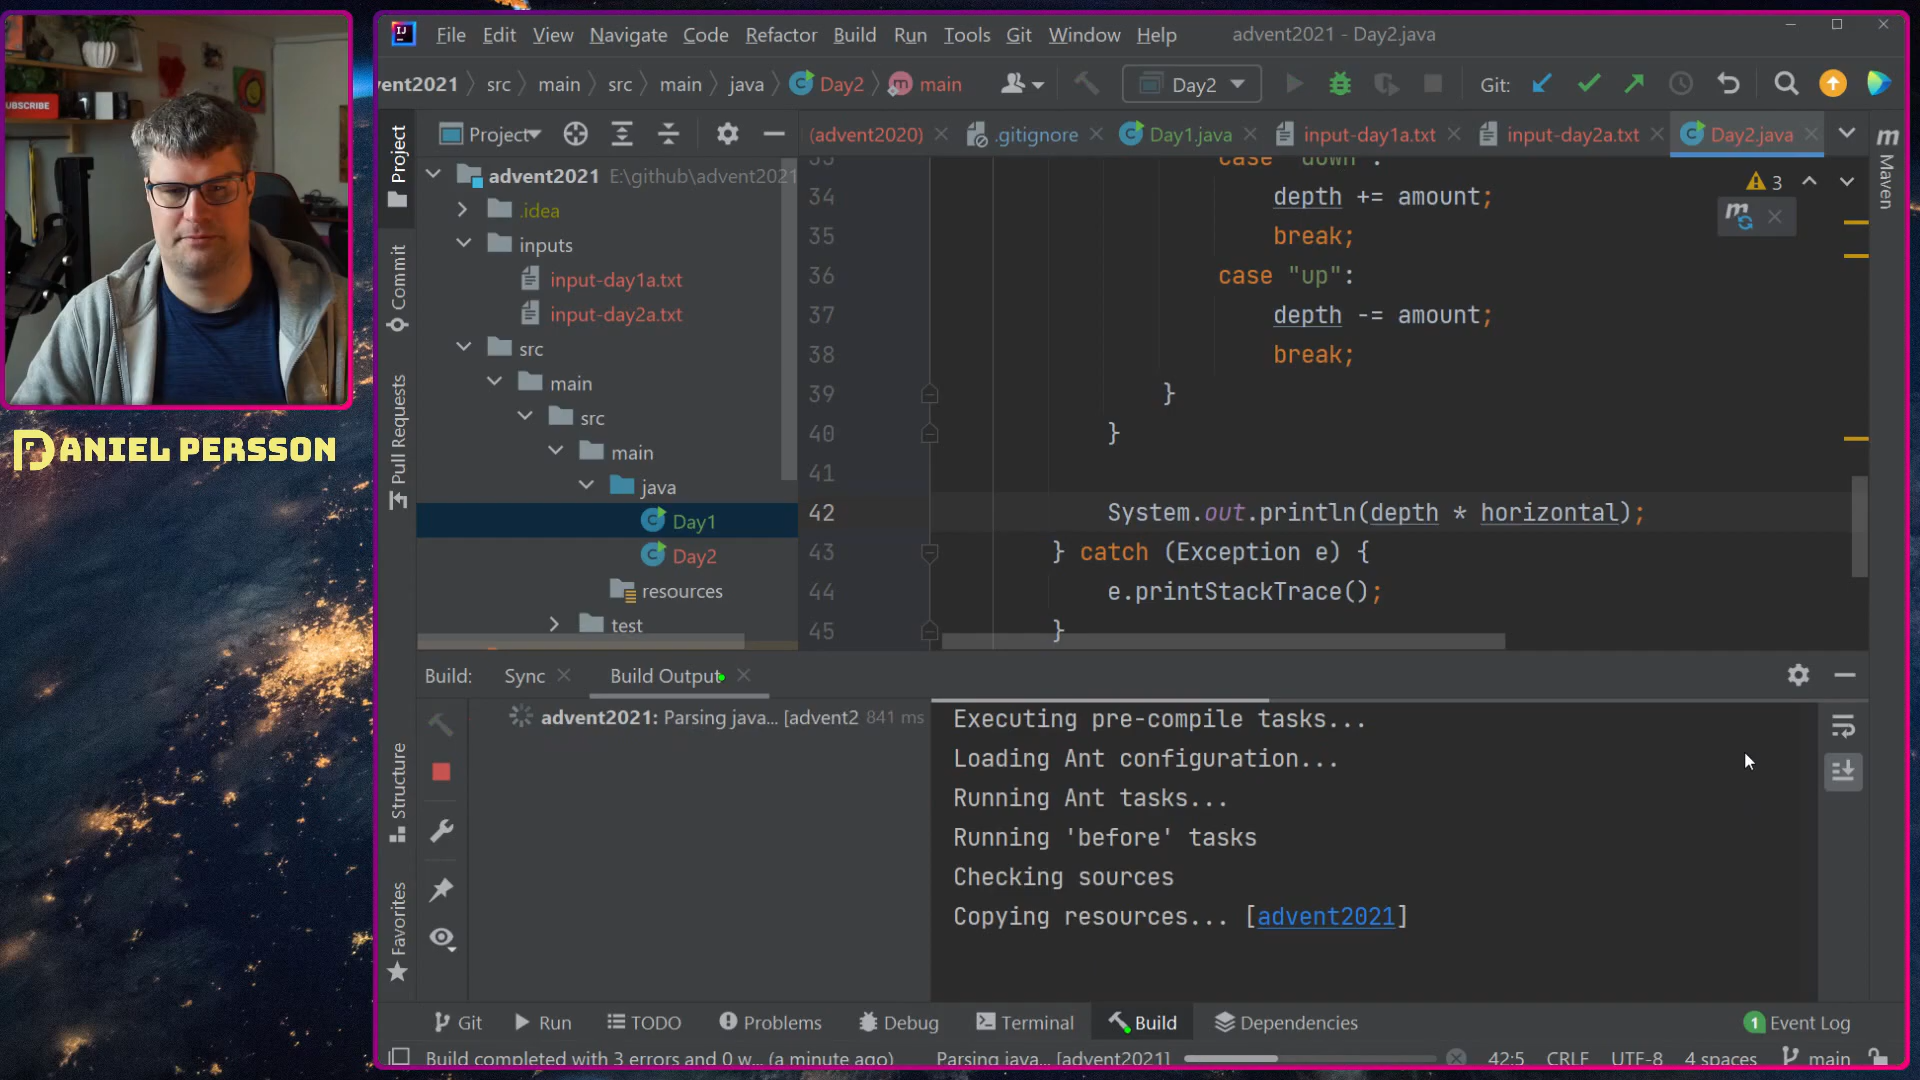 SUBSCRIBE
DANIEL PERSSON
File Edit View Navigate Code Refactor Build Run Tools Git Window Help advent2021 - Day2.java
vent2021 src main src main java Day2 main Day2 Git:
Project (advent2020) .gitignore Day1.java input-day1a.txt input-day2a.txt Day2.java
Project
Commit
Pull Requests
Structure
Favorites
Maven
advent2021 E:\github\advent2021
.idea
inputs
input-day1a.txt
input-day2a.txt
src
main
src
main
java
Day1
Day2
resources
test
33 case "down":
34 depth += amount;
35 break;
36 case "up":
37 depth -= amount;
38 break;
39 }
40 }
41
42 System.out.println(depth * horizontal);
43 } catch (Exception e) {
44 e.printStackTrace();
45 }
3
Build: Sync Build Output
advent2021: Parsing java... [advent2 841 ms
Executing pre-compile tasks...
Loading Ant configuration...
Running Ant tasks...
Running 'before' tasks
Checking sources
Copying resources... [advent2021]
Git Run TODO Problems Debug Terminal Build Dependencies 1 Event Log
Build completed with 3 errors and 0 w... (a minute ago) Parsing java... [advent2021] 42:5 CRLF UTF-8 4 spaces main